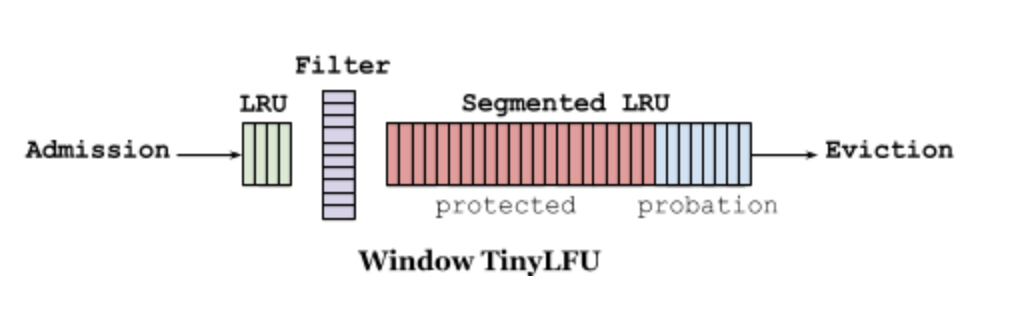 Filter
LRU
Segmented LRU
Admission
Eviction
protected
probation
Window TinyLFU